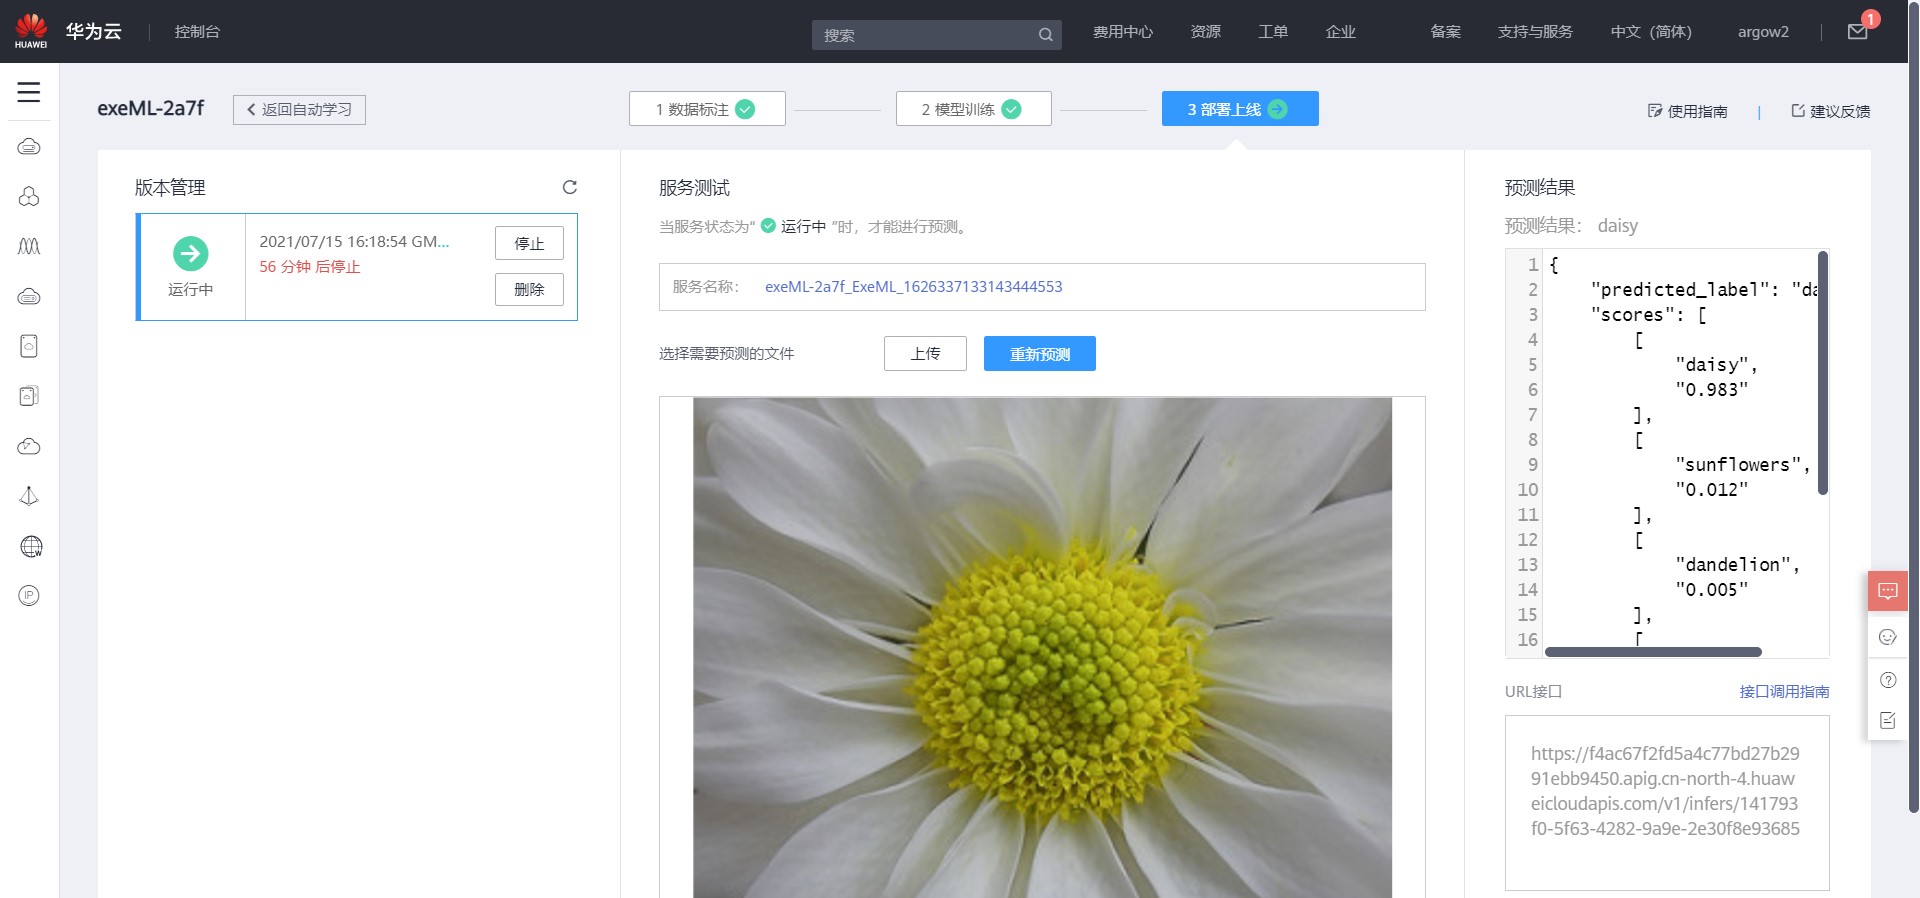 HUAWEI
华为云
控制台
搜索
费用中心
资源
工单
企业
备案
支持与服务
中文（简体）
argow2
1
exeML-2a7f
返回自动学习
1 数据标注
2 模型训练
3 部署上线
使用指南
建议反馈
版本管理
运行中
2021/07/15 16:18:54 GM...
56 分钟 后停止
停止
删除
服务测试
当服务状态为“ 运行中 ”时，才能进行预测。
服务名称：
exeML-2a7f_ExeML_1626337133143444553
选择需要预测的文件
上传
重新预测
预测结果
预测结果： daisy
1 {
2 "predicted_label": "da
3 "scores": [
4 [
5 "daisy",
6 "0.983"
7 ],
8 [
9 "sunflowers",
10 "0.012"
11 ],
12 [
13 "dandelion",
14 "0.005"
15 ],
16 [
URL接口
接口调用指南
https://f4ac67f2fd5a4c77bd27b29
91ebb9450.apig.cn-north-4.huaw
eicloudapis.com/v1/infers/141793
f0-5f63-4282-9a9e-2e30f8e93685
IP